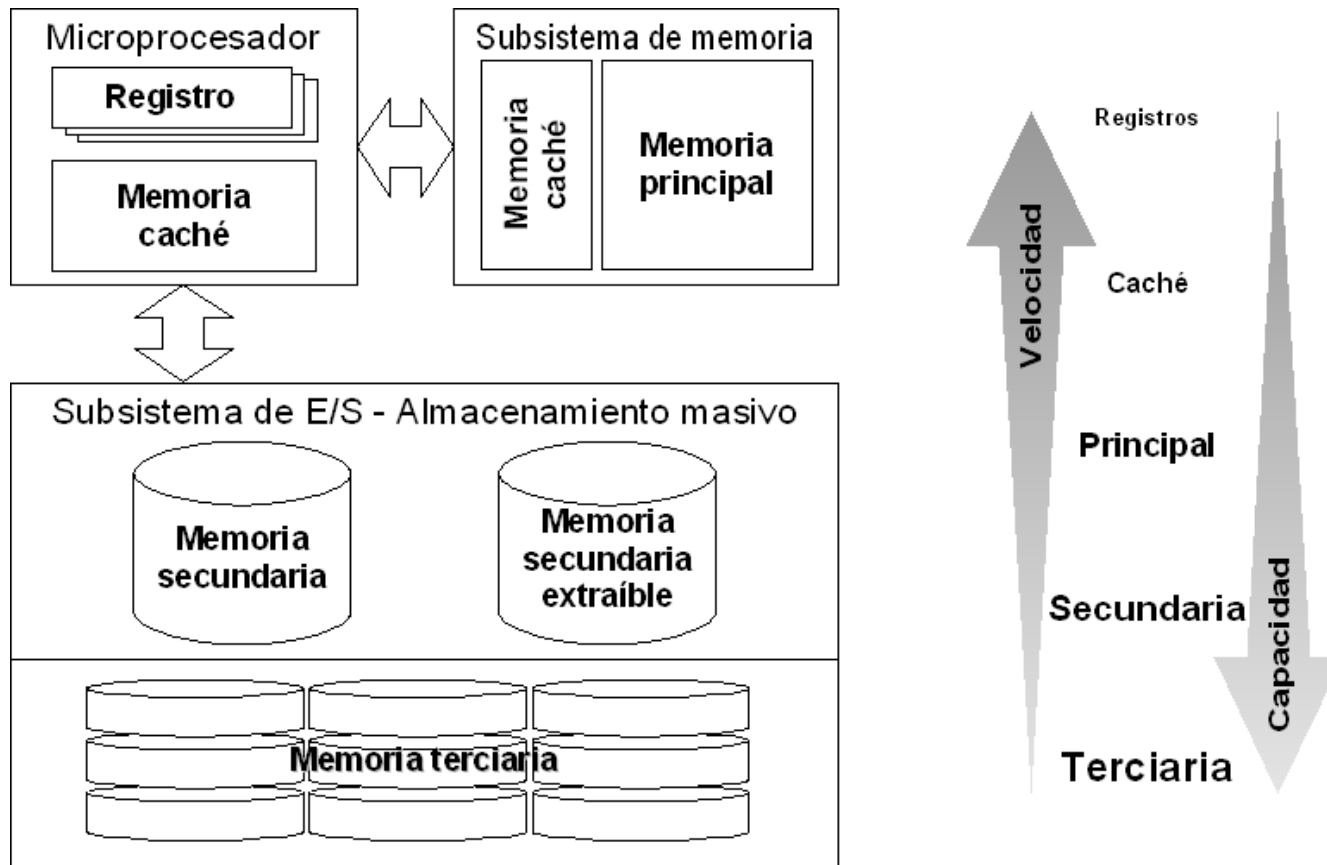 Microprocesador
Registro
Memoria
caché
Subsistema de memoria
Memoria
caché
Memoria
principal
Subsistema de E/S - Almacenamiento masivo
Memoria
secundaria
Memoria
secundaria
extraíble
Memoria terciaria
Velocidad
Registros
Caché
Principal
Secundaria
Terciaria
Capacidad